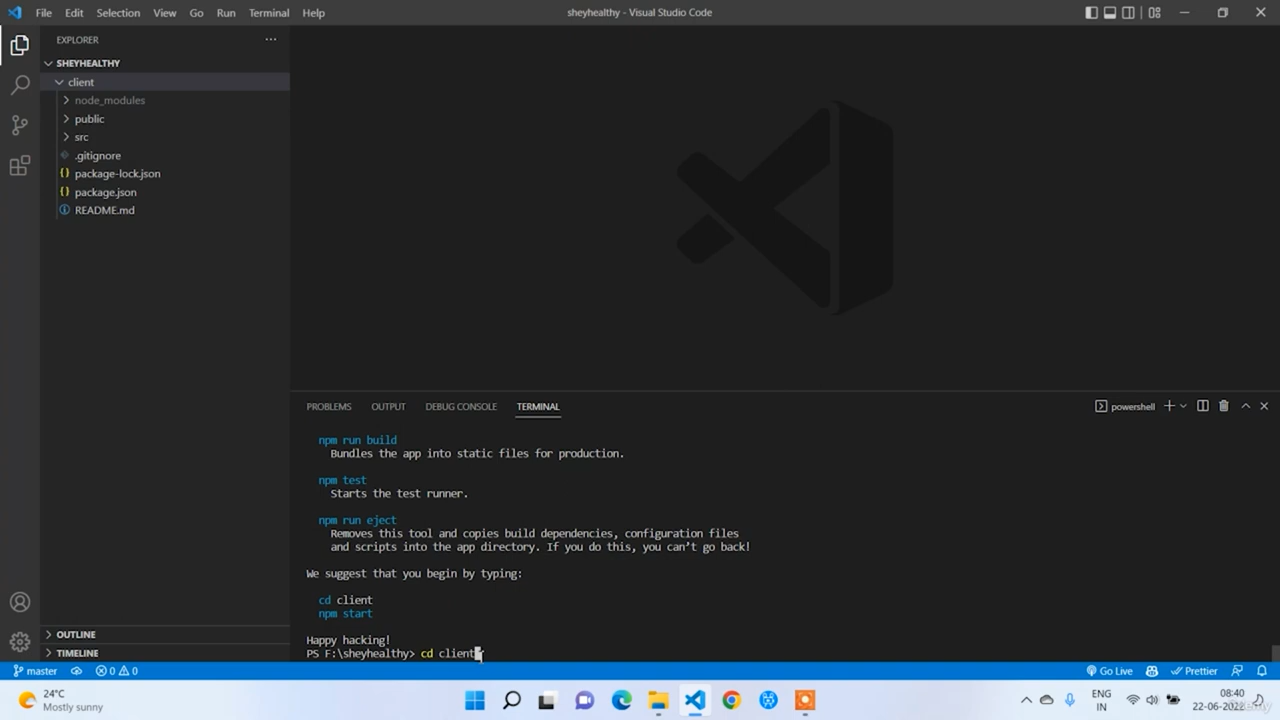 File Edit Selection View Go Run Terminal Help
sheyhealthy - Visual Studio Code
EXPLORER
SHEYHEALTHY
client
node_modules
public
src
.gitignore
{} package-lock.json
{} package.json
README.md
OUTLINE
TIMELINE
PROBLEMS OUTPUT DEBUG CONSOLE TERMINAL
powershell
npm run build
Bundles the app into static files for production.
npm test
Starts the test runner.
npm run eject
Removes this tool and copies build dependencies, configuration files
and scripts into the app directory. If you do this, you can’t go back!
We suggest that you begin by typing:
cd client
npm start
Happy hacking!
PS F:\sheyhealthy> cd client
master 0 0
Go Live Prettier
24°C
Mostly sunny
ENG
IN
08:40
22-06-2022